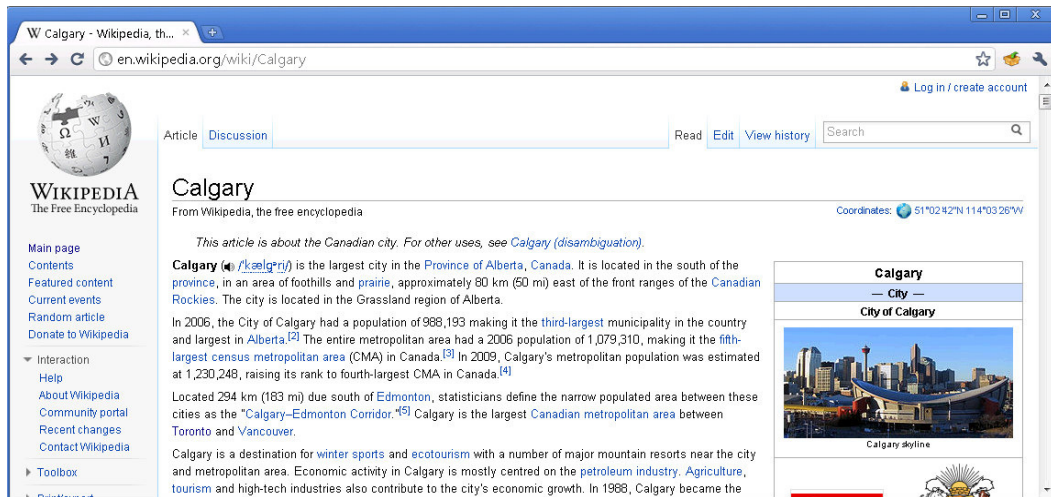 W Calgary - Wikipedia, th...
en.wikipedia.org/wiki/Calgary
Log in / create account
Article Discussion Read Edit View history Search
WIKIPEDIA
The Free Encyclopedia
Main page
Contents
Featured content
Current events
Random article
Donate to Wikipedia
Interaction
Help
About Wikipedia
Community portal
Recent changes
Contact Wikipedia
Toolbox
Print/export
Calgary
From Wikipedia, the free encyclopedia
Coordinates: 51°02′42″N 114°03′26″W
This article is about the Canadian city. For other uses, see Calgary (disambiguation).
Calgary (/ˈkælɡᵊri/) is the largest city in the Province of Alberta, Canada. It is located in the south of the
province, in an area of foothills and prairie, approximately 80 km (50 mi) east of the front ranges of the Canadian
Rockies. The city is located in the Grassland region of Alberta.
In 2006, the City of Calgary had a population of 988,193 making it the third-largest municipality in the country
and largest in Alberta.[2] The entire metropolitan area had a 2006 population of 1,079,310, making it the fifth-
largest census metropolitan area (CMA) in Canada.[3] In 2009, Calgary's metropolitan population was estimated
at 1,230,248, raising its rank to fourth-largest CMA in Canada.[4]
Located 294 km (183 mi) due south of Edmonton, statisticians define the narrow populated area between these
cities as the "Calgary–Edmonton Corridor."[5] Calgary is the largest Canadian metropolitan area between
Toronto and Vancouver.
Calgary is a destination for winter sports and ecotourism with a number of major mountain resorts near the city
and metropolitan area. Economic activity in Calgary is mostly centred on the petroleum industry. Agriculture,
tourism and high-tech industries also contribute to the city's economic growth. In 1988, Calgary became the
Calgary
— City —
City of Calgary
Calgary skyline